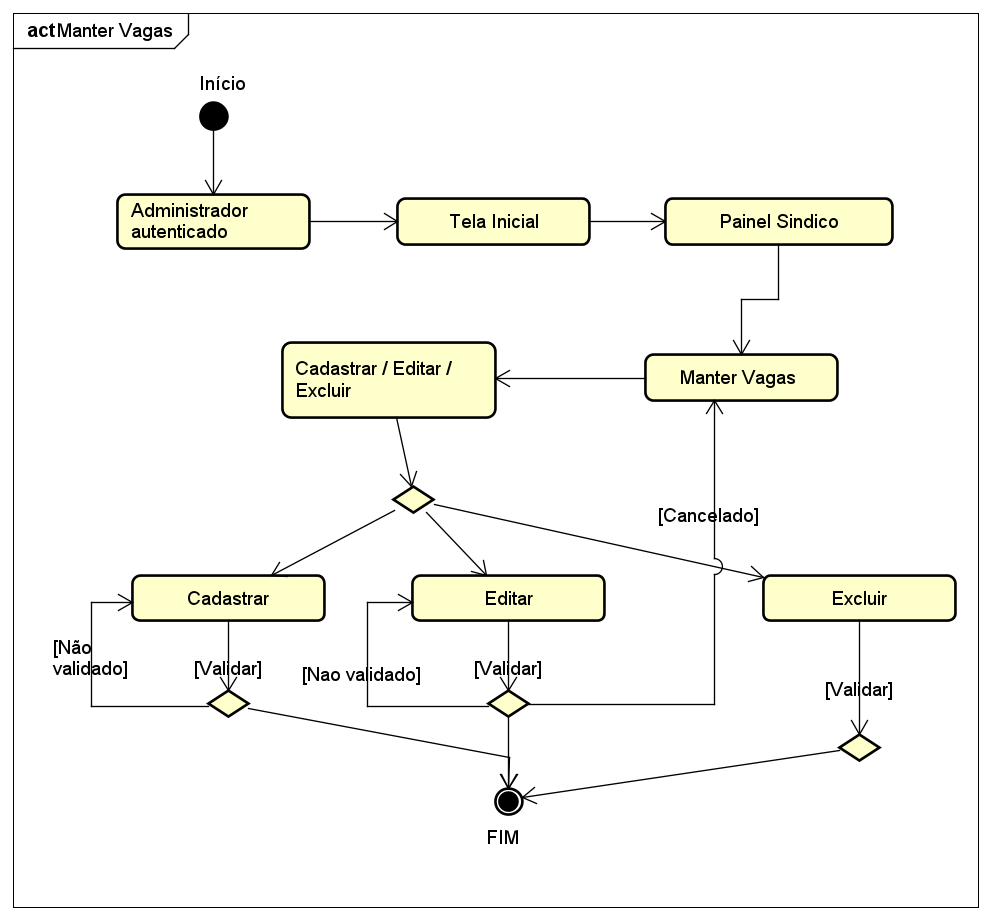 actManter Vagas
Início
Administrador
autenticado
Tela Inicial
Painel Sindico
Cadastrar / Editar /
Excluir
Manter Vagas
[Cancelado]
Cadastrar
Editar
Excluir
[Não
validado]
[Validar]
[Nao validado]
[Validar]
[Validar]
FIM